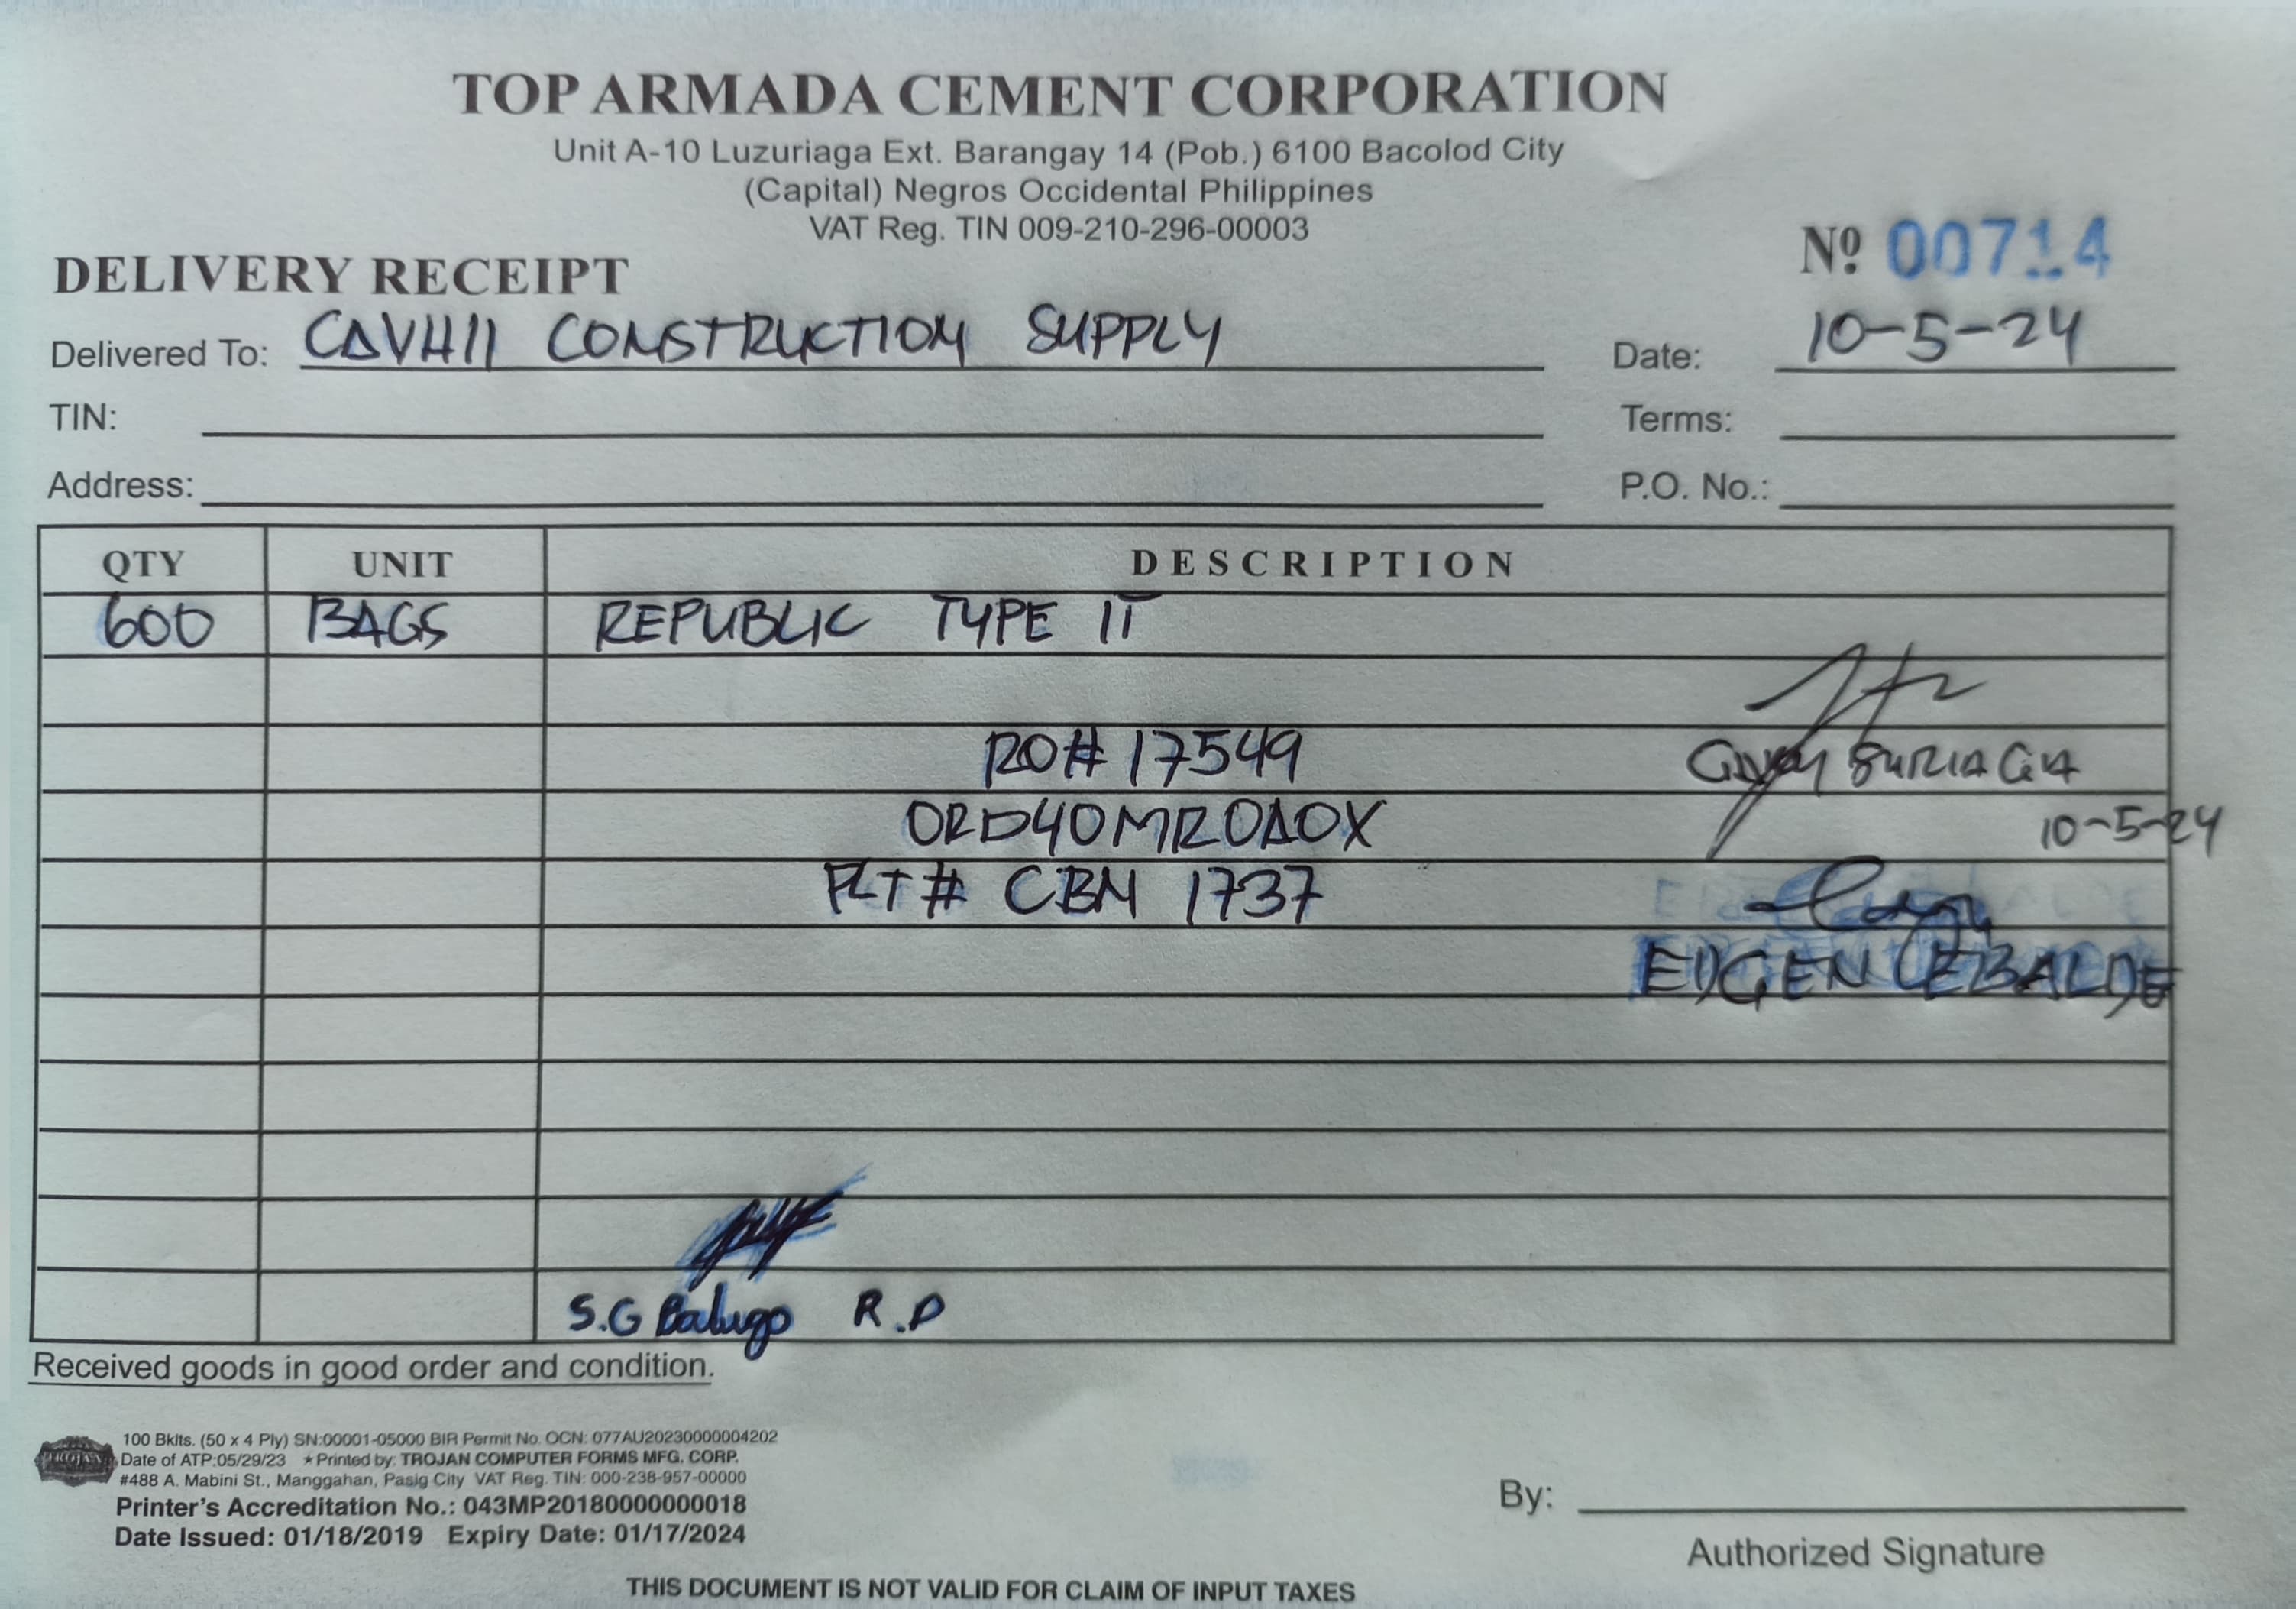 TOP ARMADA CEMENT CORPORATION
Unit A-10 Luzuriaga Ext. Barangay 14 (Pob.) 6100 Bacolod City
(Capital) Negros Occidental Philippines
VAT Reg. TIN 009-210-296-00003
Nº 00714
DELIVERY RECEIPT
Delivered To: CAVHII CONSTRUCTION SUPPLY Date: 10-5-24
TIN: Terms:
Address: P.O. No.:
QTY UNIT DESCRIPTION
600 BAGS REPUBLIC TYPE II
RO# 17549
ORD40MR0A0X
10-5-24
PLT# CBM 1737
EDGEN CEBALDE
S.G Balugo R.D
Received goods in good order and condition.
TROJAN
100 Bklts. (50 x 4 Ply) SN:00001-05000 BIR Permit No. OCN: 077AU20230000004202
Date of ATP:05/29/23 ★Printed by: TROJAN COMPUTER FORMS MFG. CORP.
#488 A. Mabini St., Manggahan, Pasig City VAT Reg. TIN: 000-238-957-00000
Printer's Accreditation No.: 043MP20180000000018
Date Issued: 01/18/2019 Expiry Date: 01/17/2024
By:
Authorized Signature
THIS DOCUMENT IS NOT VALID FOR CLAIM OF INPUT TAXES